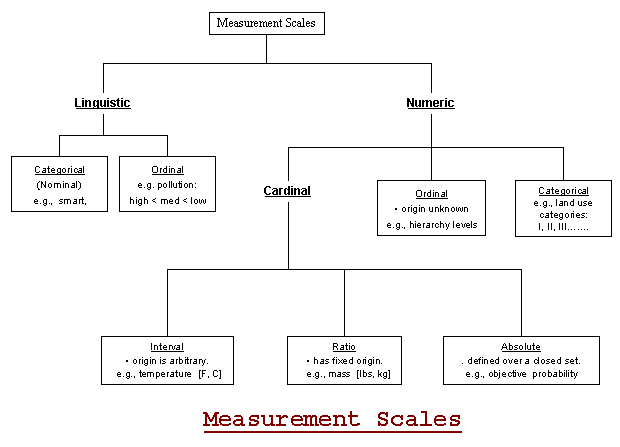 Measurement Scales
Linguistic
Numeric
Categorical
(Nominal)
e.g., smart,
Ordinal
e.g. pollution:
high < med < low
Cardinal
Ordinal
• origin unknown
e.g., hierarchy levels
Categorical
e.g., land use
categories:
I, II, III…….
Interval
• origin is arbitrary.
e.g., temperature [F, C]
Ratio
• has fixed origin.
e.g., mass [lbs, kg]
Absolute
. defined over a closed set.
e.g., objective probability
Measurement Scales